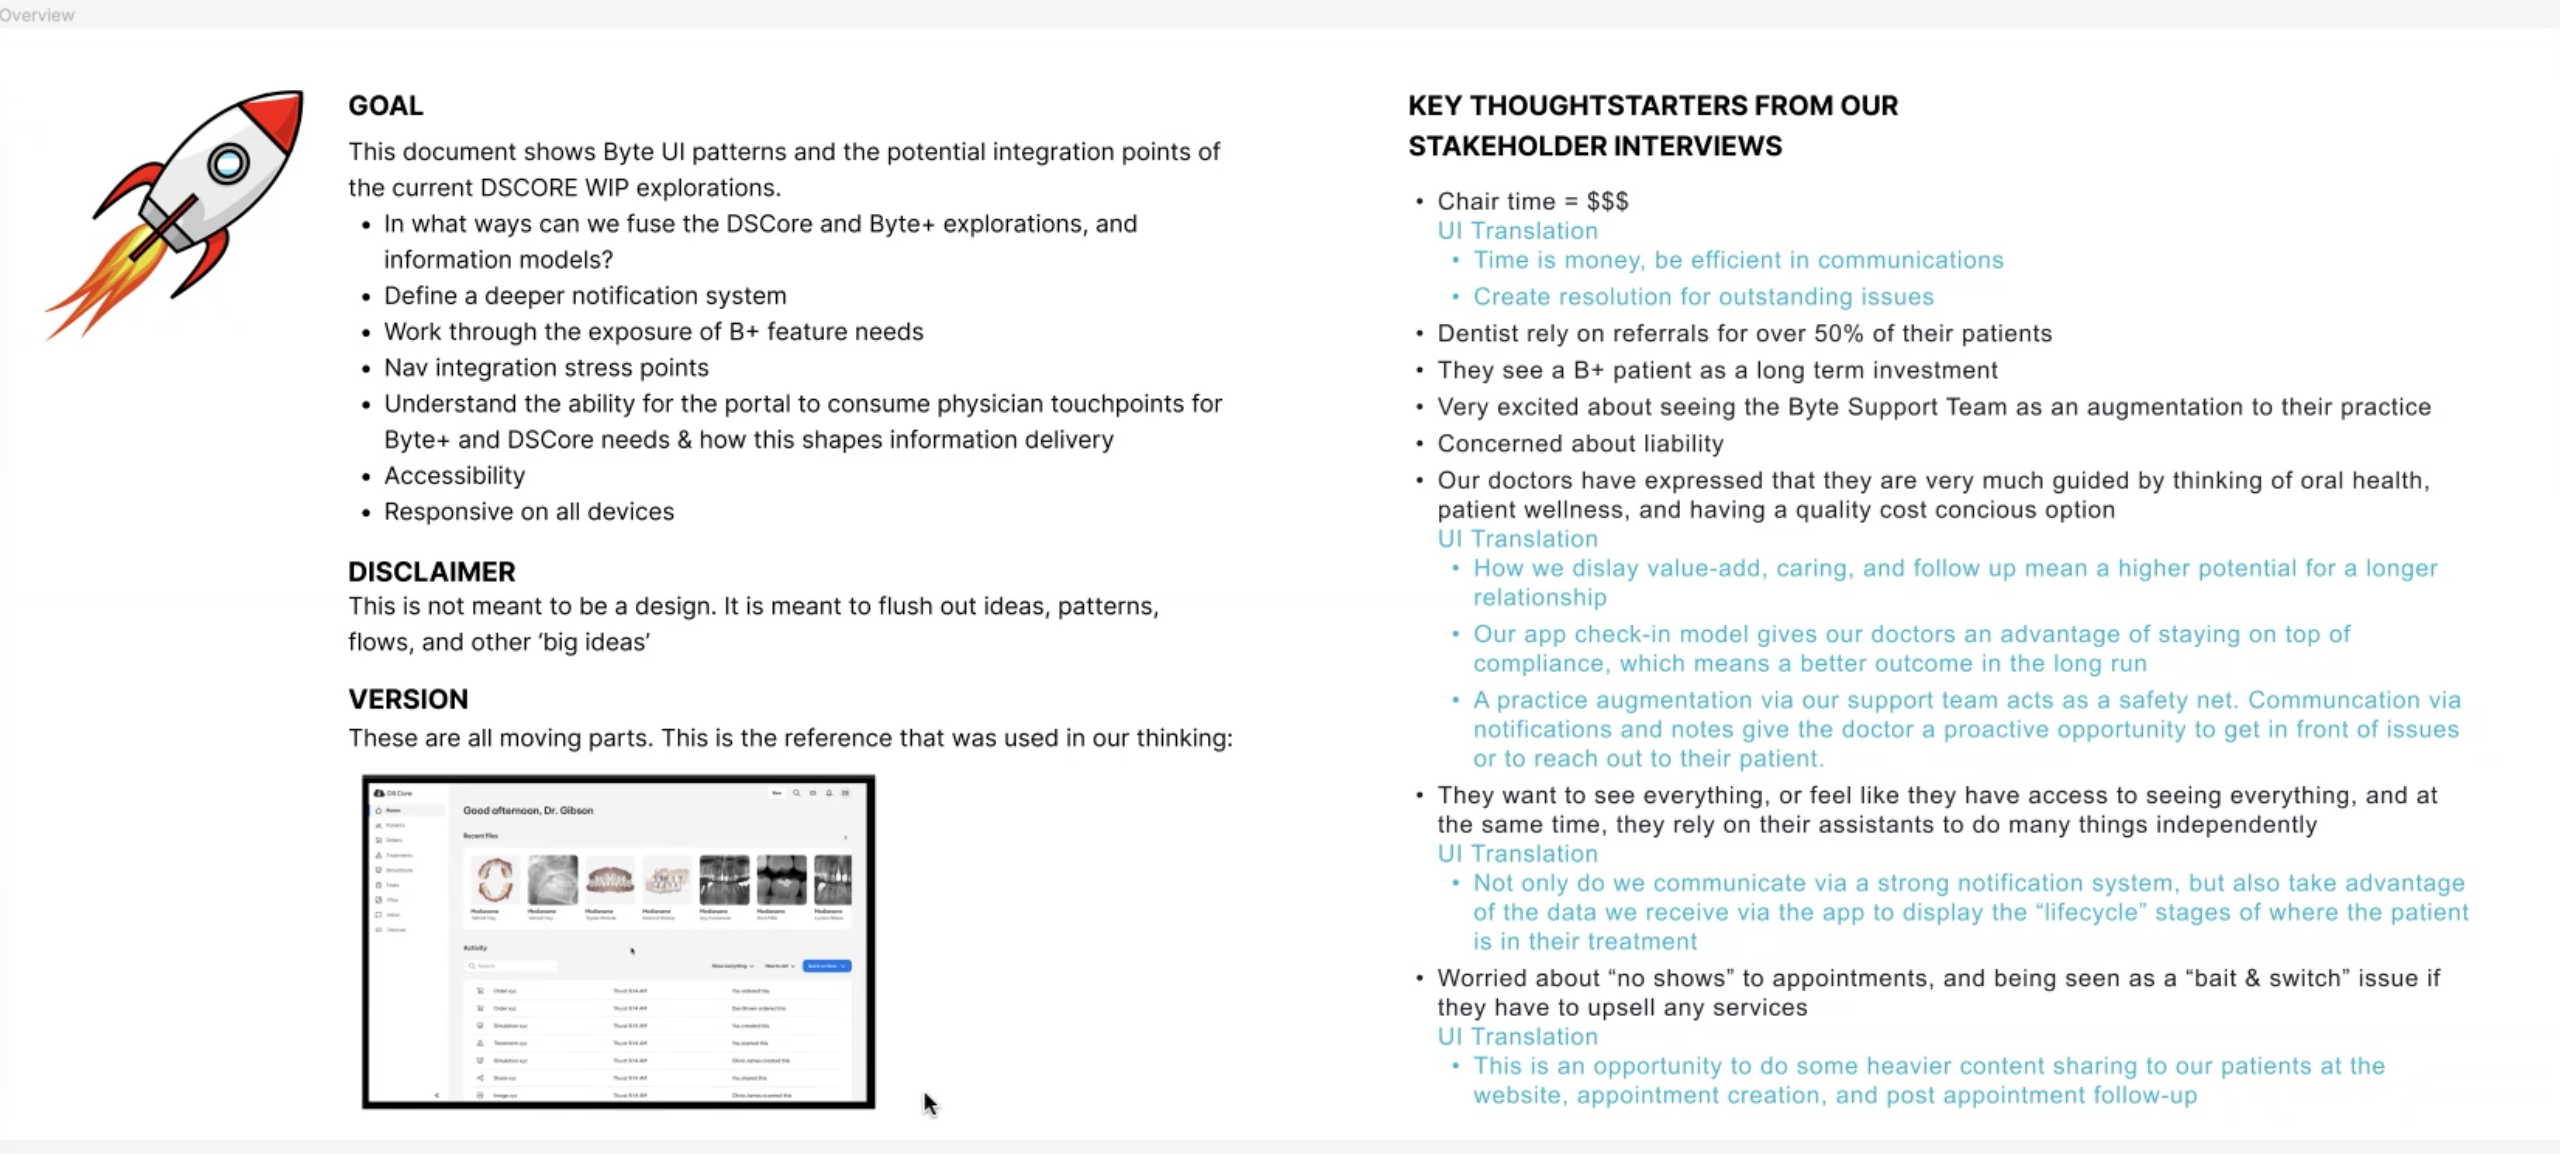 Overview
GOAL
This document shows Byte UI patterns and the potential integration points of
the current DSCORE WIP explorations.
• In what ways can we fuse the DSCore and Byte+ explorations, and
information models?
• Define a deeper notification system
• Work through the exposure of B+ feature needs
• Nav integration stress points
• Understand the ability for the portal to consume physician touchpoints for
Byte+ and DSCore needs & how this shapes information delivery
• Accessibility
• Responsive on all devices
DISCLAIMER
This is not meant to be a design. It is meant to flush out ideas, patterns,
flows, and other ‘big ideas’
VERSION
These are all moving parts. This is the reference that was used in our thinking:
DS Core
Home
Patients
Orders
Treatments
Simulations
Files
Devices
Good afternoon, Dr. Gibson
Recent files
Activity
Search
KEY THOUGHTSTARTERS FROM OUR
STAKEHOLDER INTERVIEWS
• Chair time = $$$
UI Translation
• Time is money, be efficient in communications
• Create resolution for outstanding issues
• Dentist rely on referrals for over 50% of their patients
• They see a B+ patient as a long term investment
• Very excited about seeing the Byte Support Team as an augmentation to their practice
• Concerned about liability
• Our doctors have expressed that they are very much guided by thinking of oral health,
patient wellness, and having a quality cost concious option
UI Translation
• How we dislay value-add, caring, and follow up mean a higher potential for a longer
relationship
• Our app check-in model gives our doctors an advantage of staying on top of
compliance, which means a better outcome in the long run
• A practice augmentation via our support team acts as a safety net. Communcation via
notifications and notes give the doctor a proactive opportunity to get in front of issues
or to reach out to their patient.
• They want to see everything, or feel like they have access to seeing everything, and at
the same time, they rely on their assistants to do many things independently
UI Translation
• Not only do we communicate via a strong notification system, but also take advantage
of the data we receive via the app to display the “lifecycle” stages of where the patient
is in their treatment
• Worried about “no shows” to appointments, and being seen as a “bait & switch” issue if
they have to upsell any services
UI Translation
• This is an opportunity to do some heavier content sharing to our patients at the
website, appointment creation, and post appointment follow-up